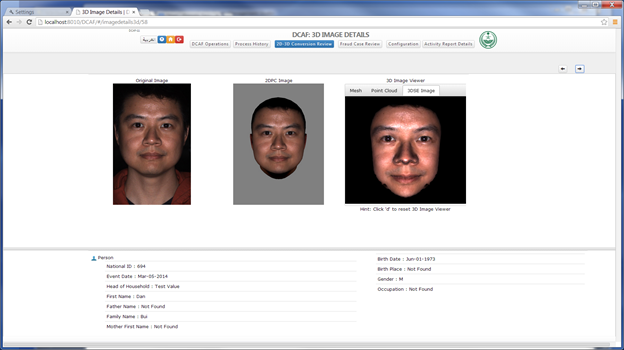 Settings
3D Image Details | D
localhost:8010/DCAF/#/imagedetails3d/58
DCAF: 3D IMAGE DETAILS
العربية
DCAF Operations
Process History
2D-3D Conversion Review
Fraud Case Review
Configuration
Activity Report Details
Original Image
2DPC Image
3D Image Viewer
Mesh
Point Cloud
3DSE Image
Hint: Click 'd' to reset 3D Image Viewer
Person
National ID : 694
Event Date : Mar-05-2014
Head of Household : Test Value
First Name : Dan
Father Name : Not Found
Family Name : Bui
Mother First Name : Not Found
Birth Date : Jun-01-1973
Birth Place : Not Found
Gender : M
Occupation : Not Found